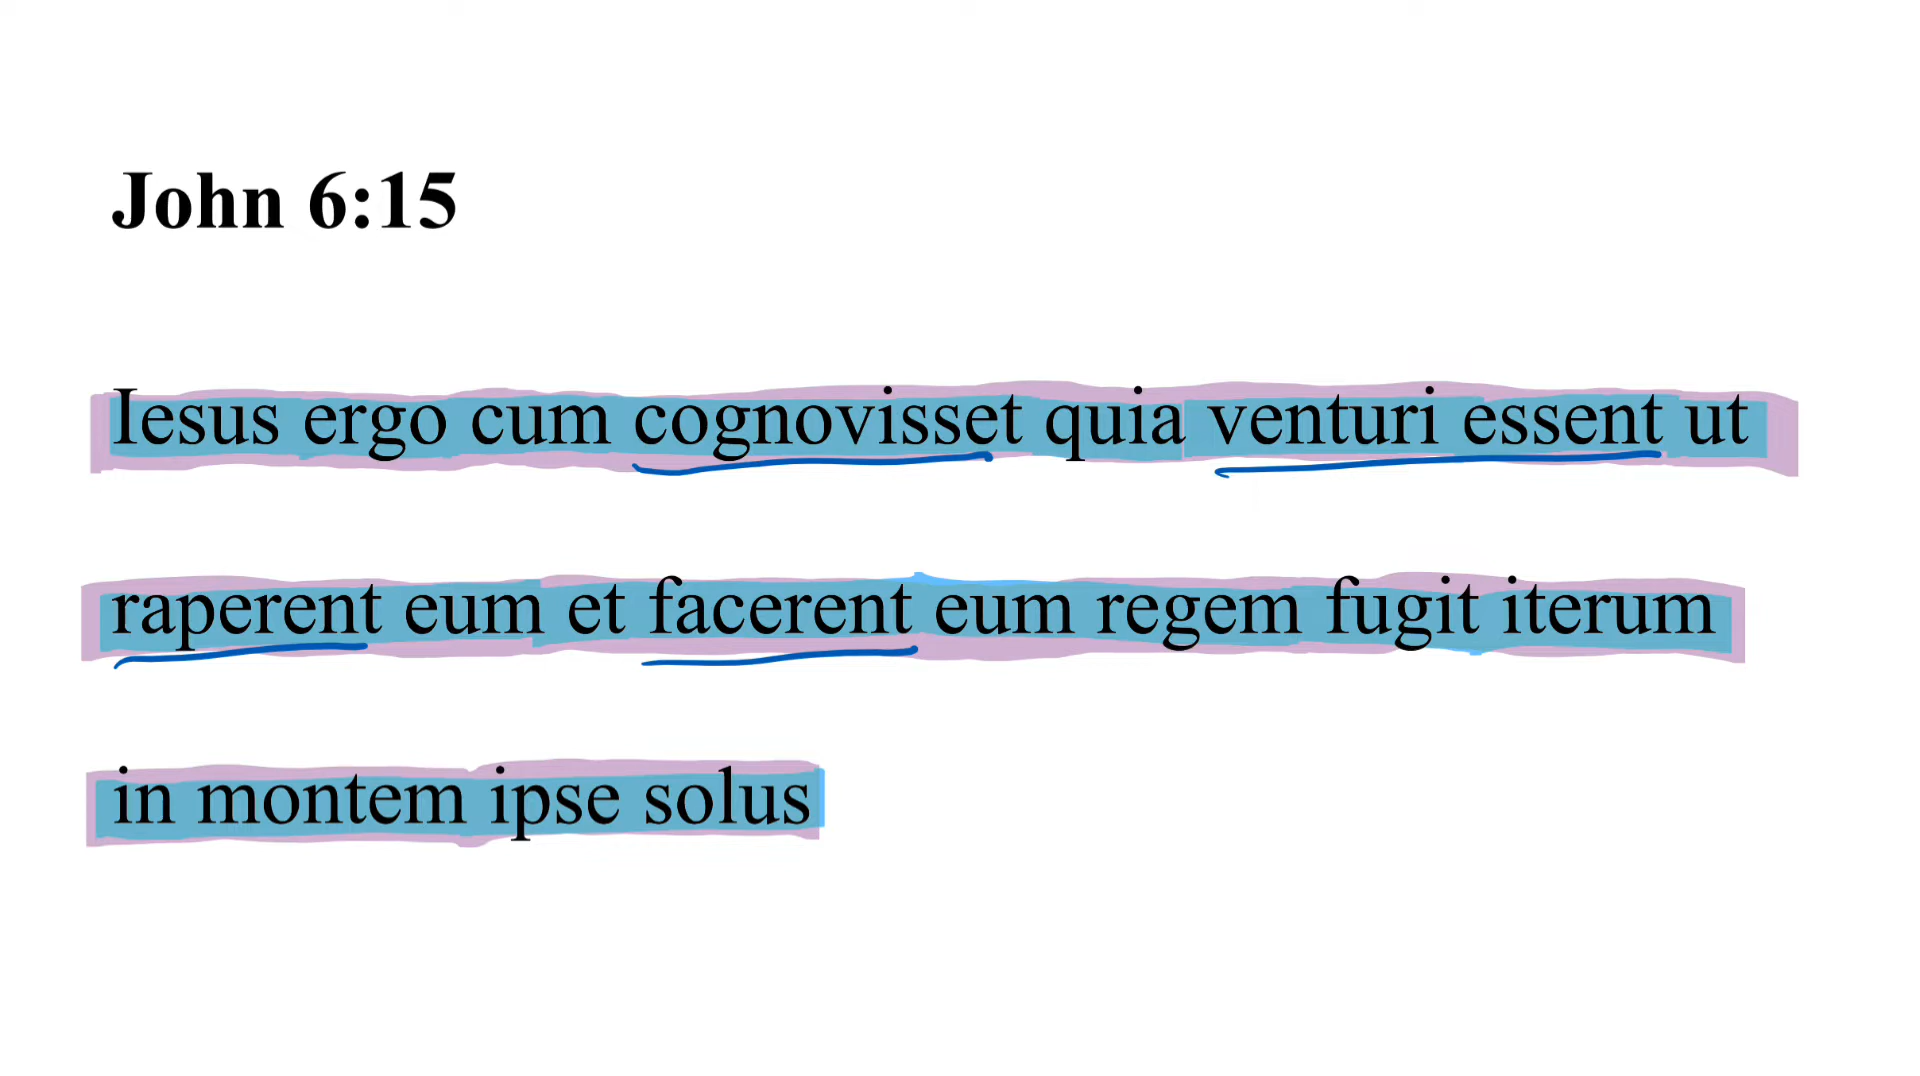 John 6:15
Iesus ergo cum cognovisset quia venturi essent ut
raperent eum et facerent eum regem fugit iterum
in montem ipse solus